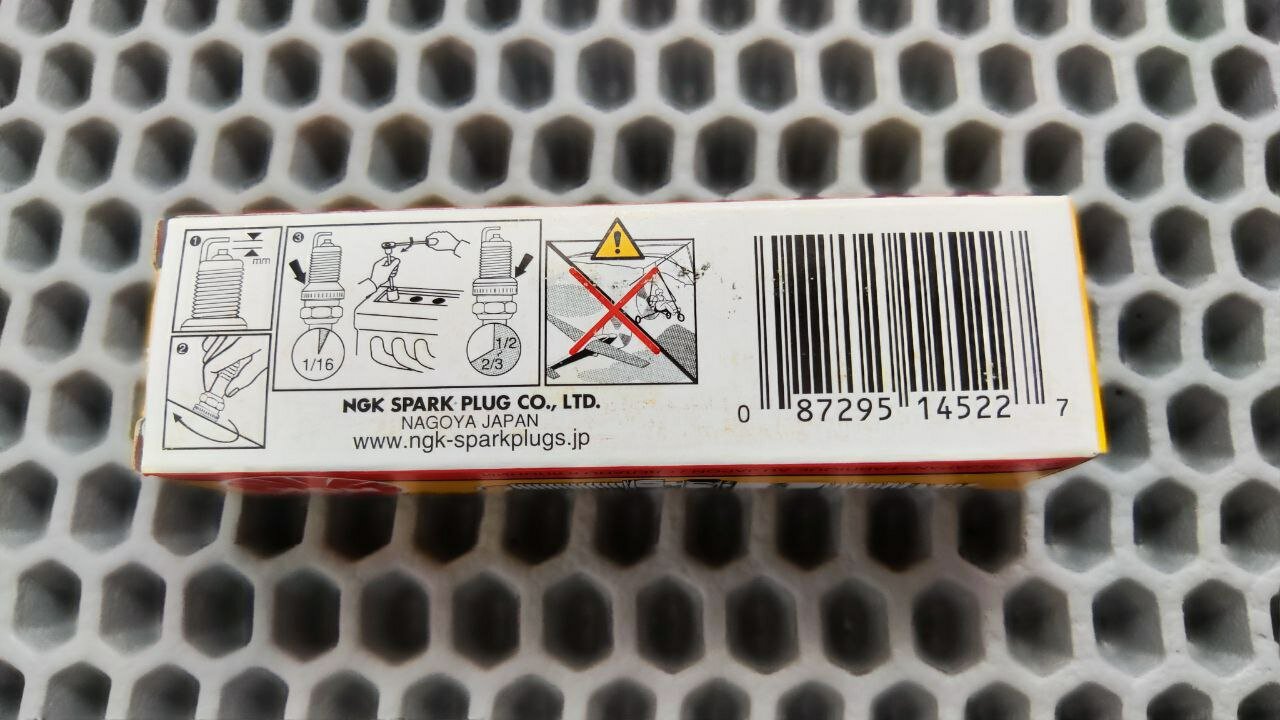 1
mm
2
3
1/16
1/2
2/3
NGK SPARK PLUG CO., LTD.
NAGOYA JAPAN
www.ngk-sparkplugs.jp
0 87295 14522 7